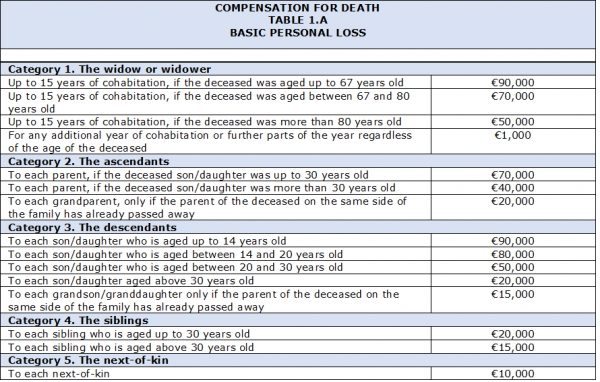 COMPENSATION FOR DEATH
TABLE 1.A
BASIC PERSONAL LOSS
Category 1. The widow or widower
Up to 15 years of cohabitation, if the deceased was aged up to 67 years old €90,000
Up to 15 years of cohabitation, if the deceased was aged between 67 and 80 €70,000
years old
Up to 15 years of cohabitation, if the deceased was more than 80 years old €50,000
For any additional year of cohabitation or further parts of the year regardless €1,000
of the age of the deceased
Category 2. The ascendants
To each parent, if the deceased son/daughter was up to 30 years old €70,000
To each parent, if the deceased son/daughter was more than 30 years old €40,000
To each grandparent, only if the parent of the deceased on the same side of €20,000
the family has already passed away
Category 3. The descendants
To each son/daughter who is aged up to 14 years old €90,000
To each son/daughter who is aged between 14 and 20 years old €80,000
To each son/daughter who is aged between 20 and 30 years old €50,000
To each son/daughter aged above 30 years old €20,000
To each grandson/granddaughter only if the parent of the deceased on the €15,000
same side of the family has already passed away
Category 4. The siblings
To each sibling who is aged up to 30 years old €20,000
To each sibling who is aged above 30 years old €15,000
Category 5. The next-of-kin
To each next-of-kin €10,000